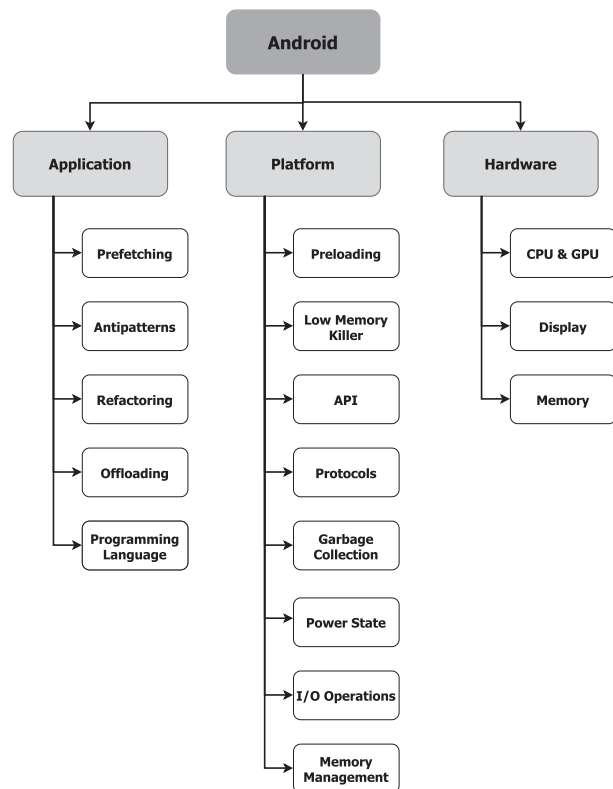 Android
Application
Platform
Hardware
Prefetching
Antipatterns
Refactoring
Offloading
Programming
Language
Preloading
Low Memory
Killer
API
Protocols
Garbage
Collection
Power State
I/O Operations
Memory
Management
CPU & GPU
Display
Memory